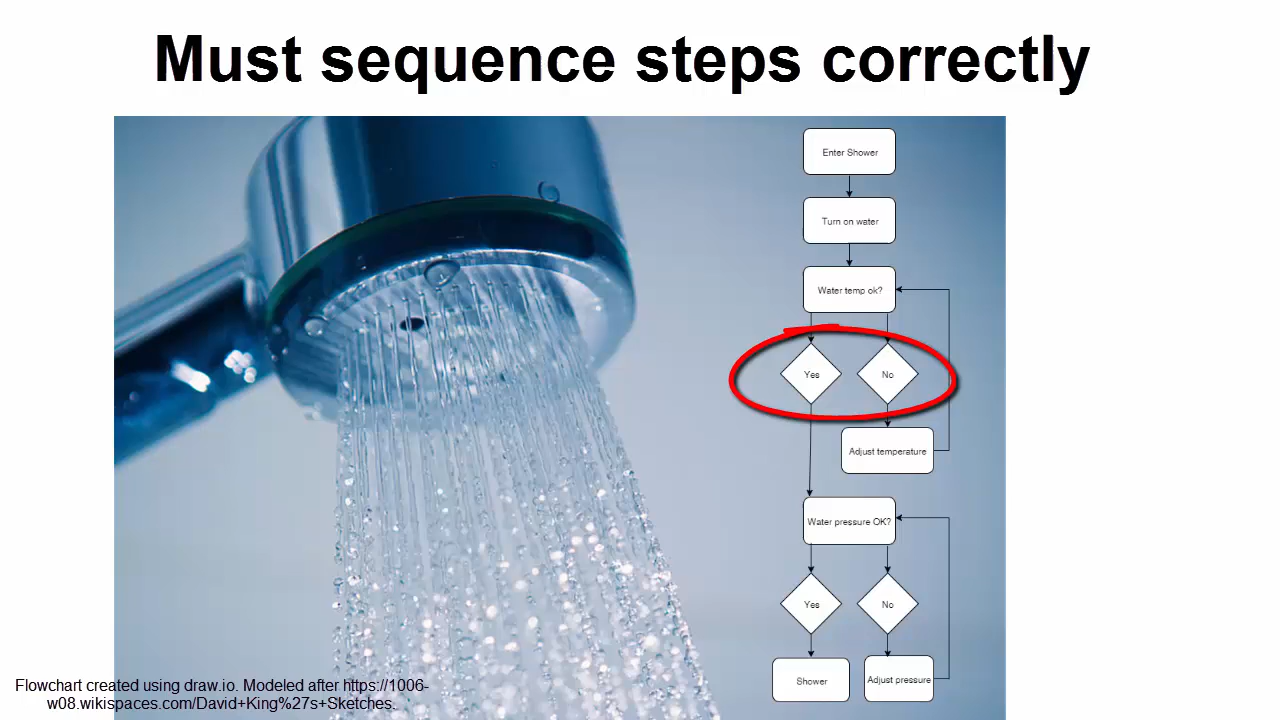 Must sequence steps correctly
Enter Shower
Turn on water
Water temp ok?
Yes
No
Adjust temperature
Water pressure OK?
Yes
No
Shower
Adjust pressure
Flowchart created using draw.io. Modeled after https://1006-
w08.wikispaces.com/David+King%27s+Sketches.